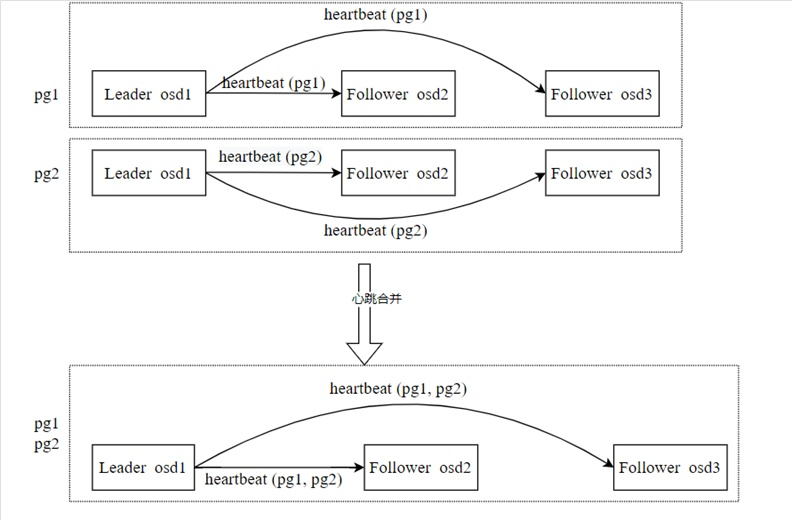 heartbeat (pg1)
heartbeat (pg1)
pg1
Leader osd1
Follower osd2
Follower osd3
heartbeat (pg2)
pg2
Leader osd1
Follower osd2
Follower osd3
heartbeat (pg2)
心跳合并
heartbeat (pg1, pg2)
pg1
pg2
Leader osd1
Follower osd2
Follower osd3
heartbeat (pg1, pg2)